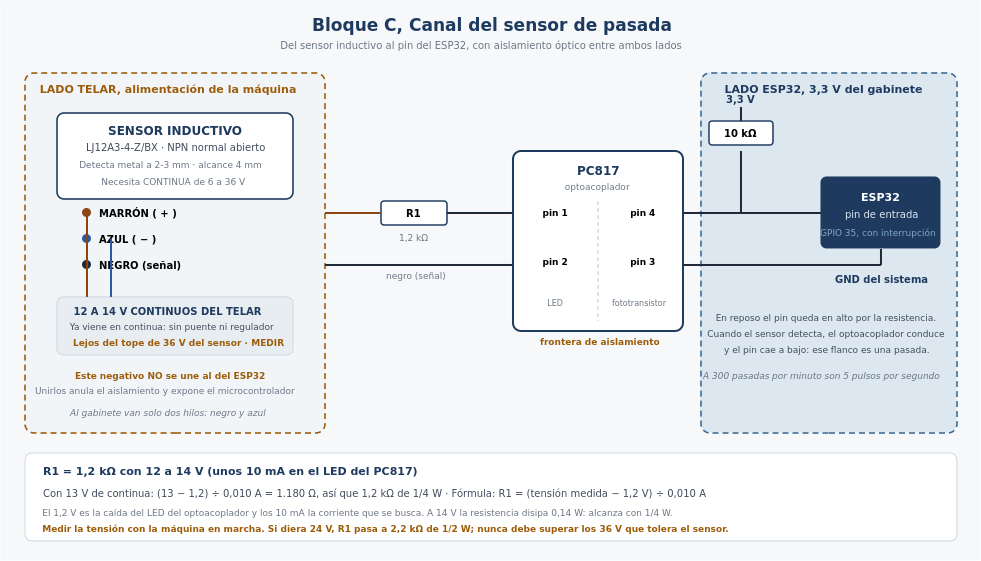 Bloque C, Canal del sensor de pasada
Del sensor inductivo al pin del ESP32, con aislamiento óptico entre ambos lados
LADO TELAR, alimentación de la máquina
SENSOR INDUCTIVO
LJ12A3-4-Z/BX · NPN normal abierto
Detecta metal a 2-3 mm · alcance 4 mm
Necesita CONTINUA de 6 a 36 V
MARRÓN ( + )
AZUL ( − )
NEGRO (señal)
12 A 14 V CONTINUOS DEL TELAR
Ya viene en continua: sin puente ni regulador
Lejos del tope de 36 V del sensor · MEDIR
Este negativo NO se une al del ESP32
Unirlos anula el aislamiento y expone el microcontrolador
Al gabinete van solo dos hilos: negro y azul
R1
1,2 kΩ
negro (señal)
PC817
optoacoplador
pin 1
pin 4
pin 2
pin 3
LED
fototransistor
frontera de aislamiento
LADO ESP32, 3,3 V del gabinete
3,3 V
10 kΩ
ESP32
pin de entrada
GPIO 35, con interrupción
GND del sistema
En reposo el pin queda en alto por la resistencia.
Cuando el sensor detecta, el optoacoplador conduce
y el pin cae a bajo: ese flanco es una pasada.
A 300 pasadas por minuto son 5 pulsos por segundo
R1 = 1,2 kΩ con 12 a 14 V (unos 10 mA en el LED del PC817)
Con 13 V de continua: (13 − 1,2) ÷ 0,010 A = 1.180 Ω, así que 1,2 kΩ de 1/4 W · Fórmula: R1 = (tensión medida − 1,2 V) ÷ 0,010 A
El 1,2 V es la caída del LED del optoacoplador y los 10 mA la corriente que se busca. A 14 V la resistencia disipa 0,14 W: alcanza con 1/4 W.
Medir la tensión con la máquina en marcha. Si diera 24 V, R1 pasa a 2,2 kΩ de 1/2 W; nunca debe superar los 36 V que tolera el sensor.